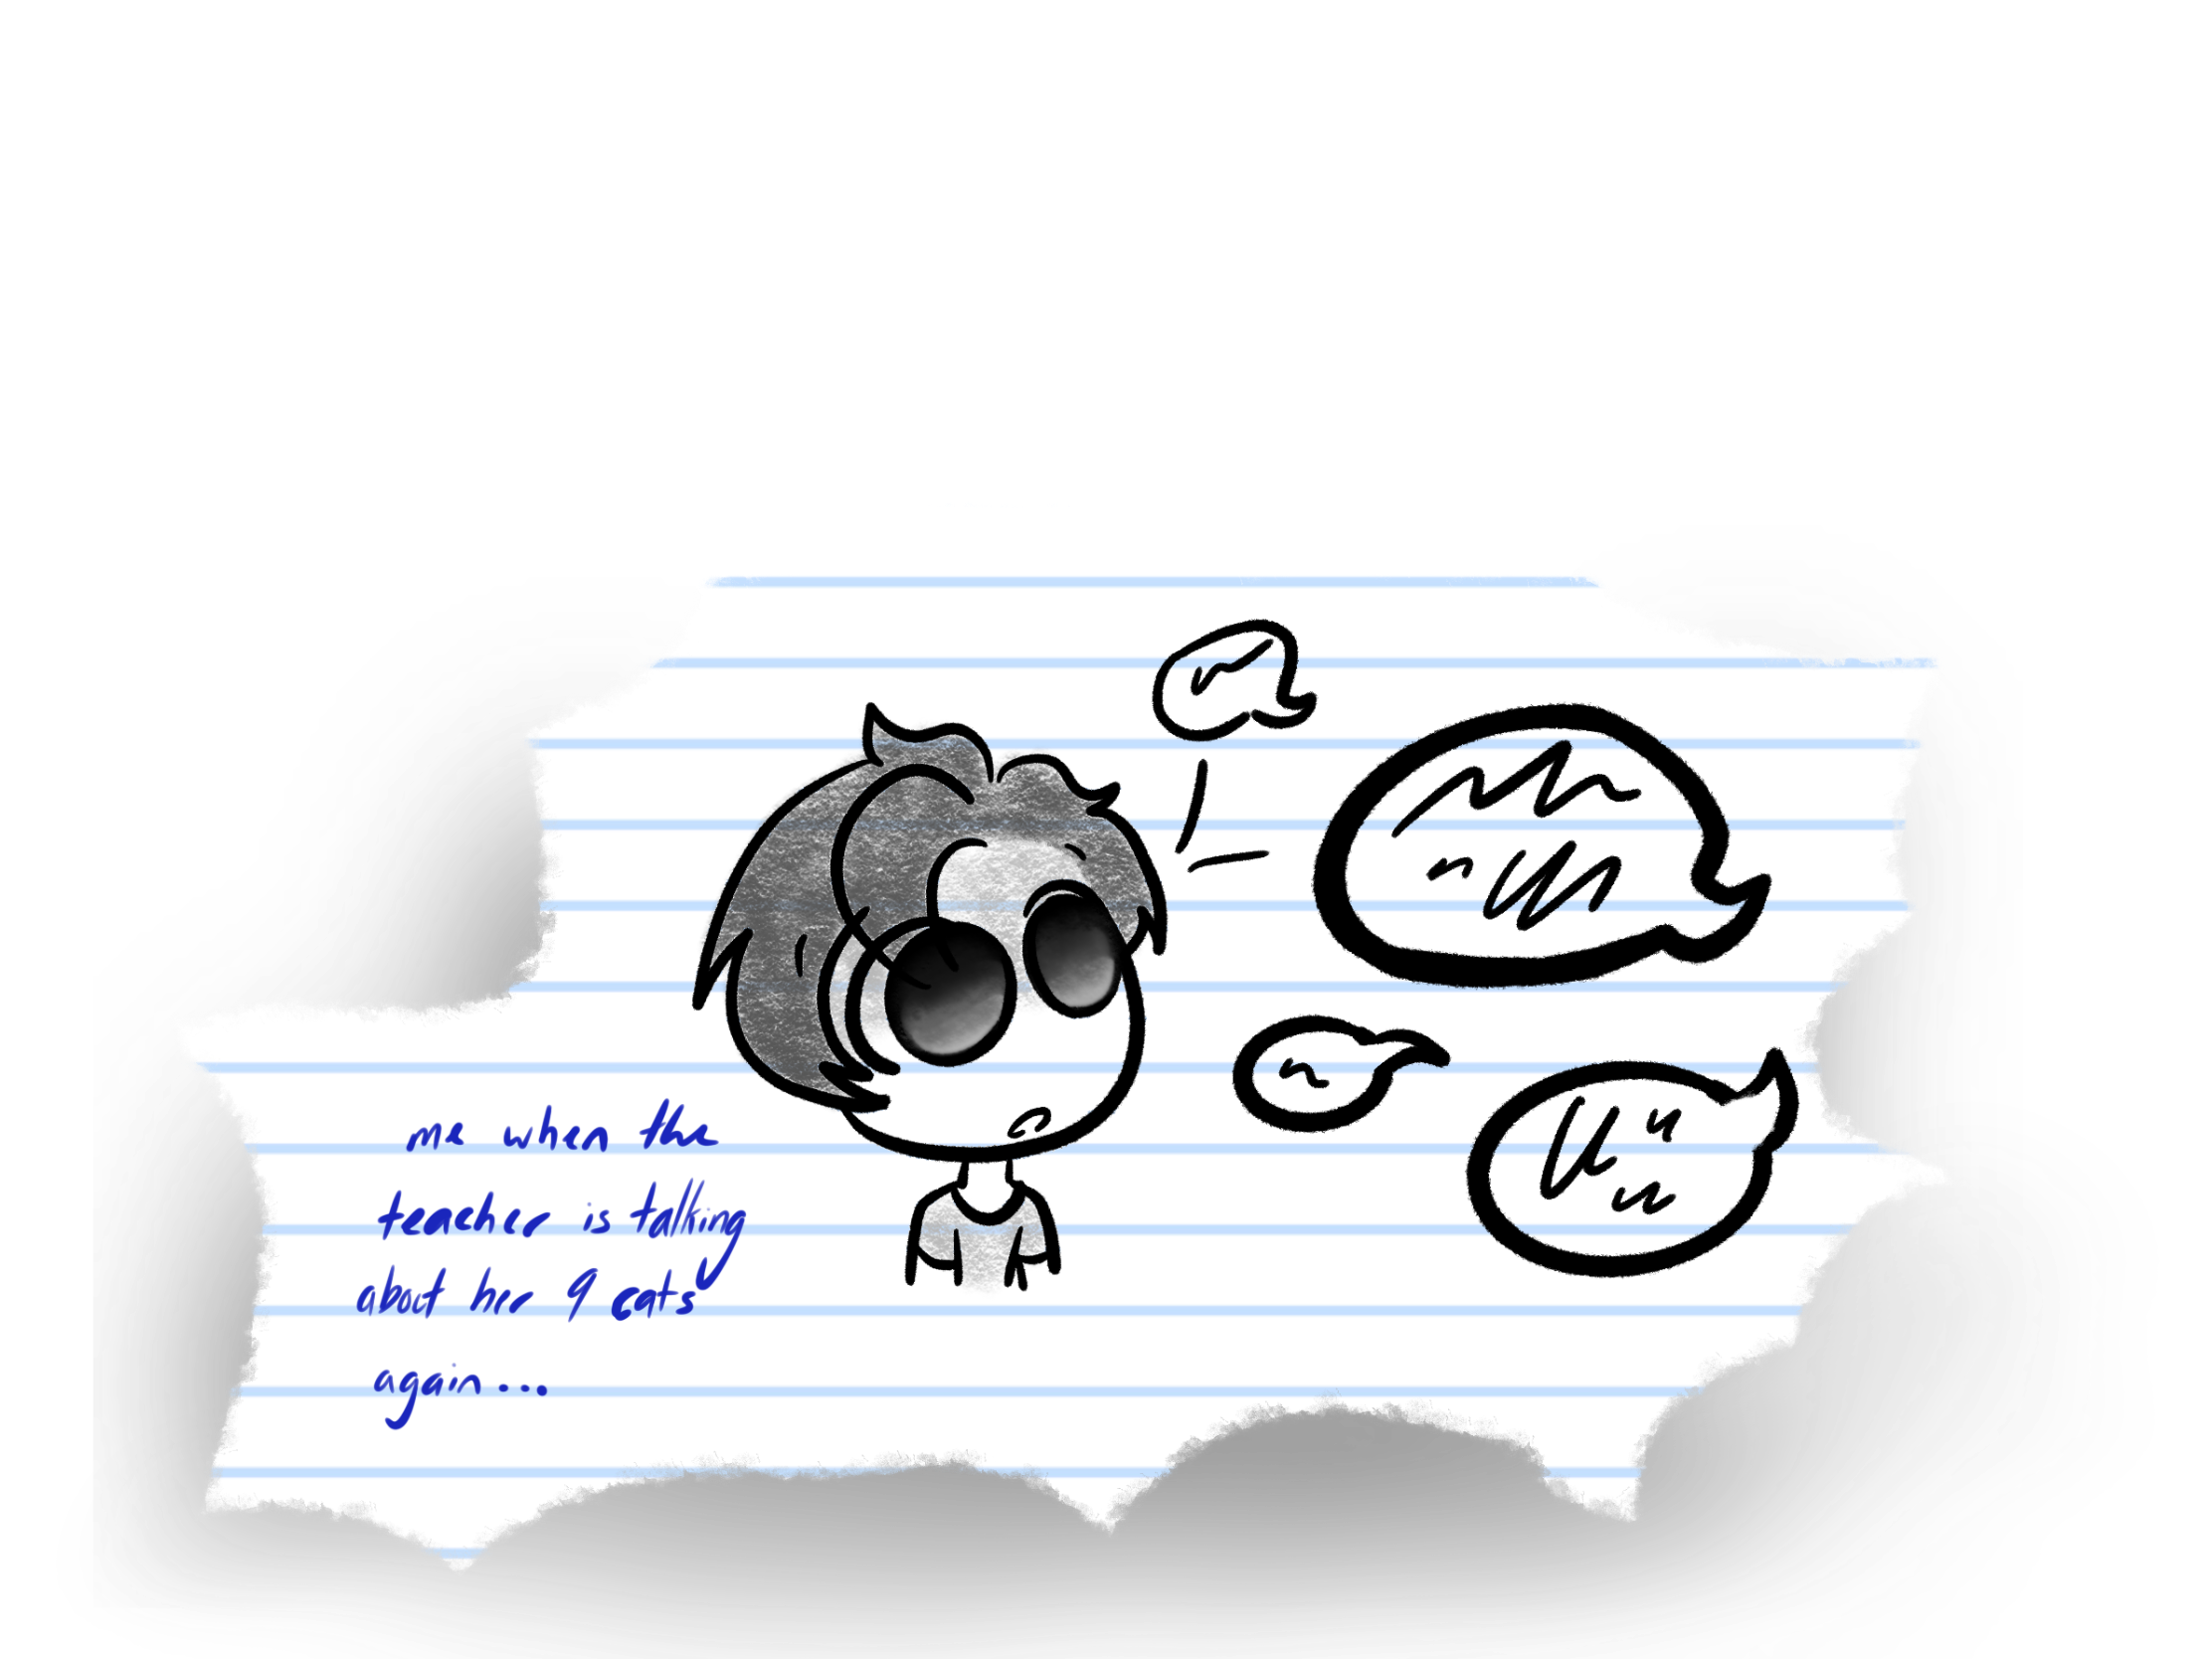 me when the
teacher is talking
about her 9 cats
again...